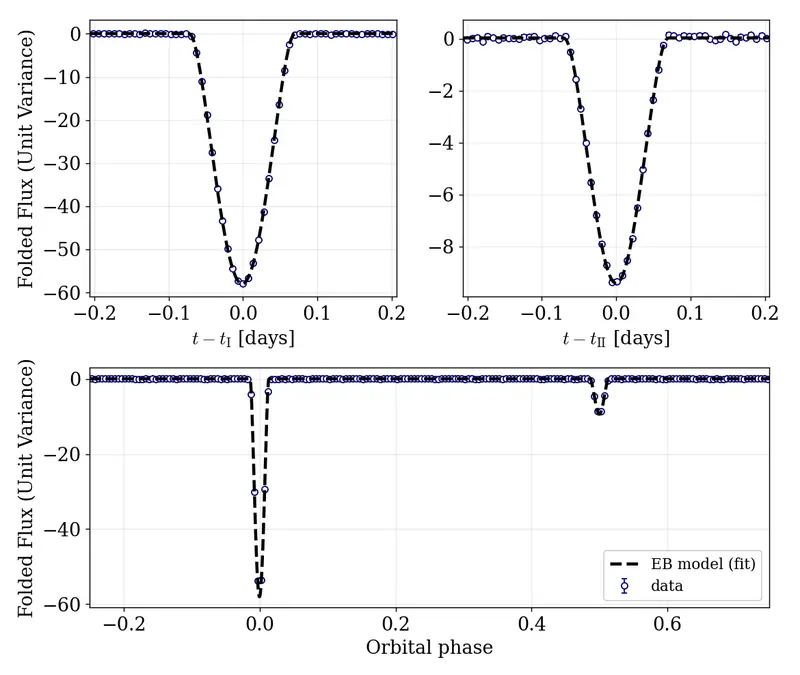 Folded Flux (Unit Variance)
0
−10
−20
−30
−40
−50
−60
−0.2 −0.1 0.0 0.1 0.2
t − tI [days]
0
−2
−4
−6
−8
−0.2 −0.1 0.0 0.1 0.2
t − tII [days]
Folded Flux (Unit Variance)
0
−20
−40
−60
−0.2 0.0 0.2 0.4 0.6
Orbital phase
EB model (fit)
data